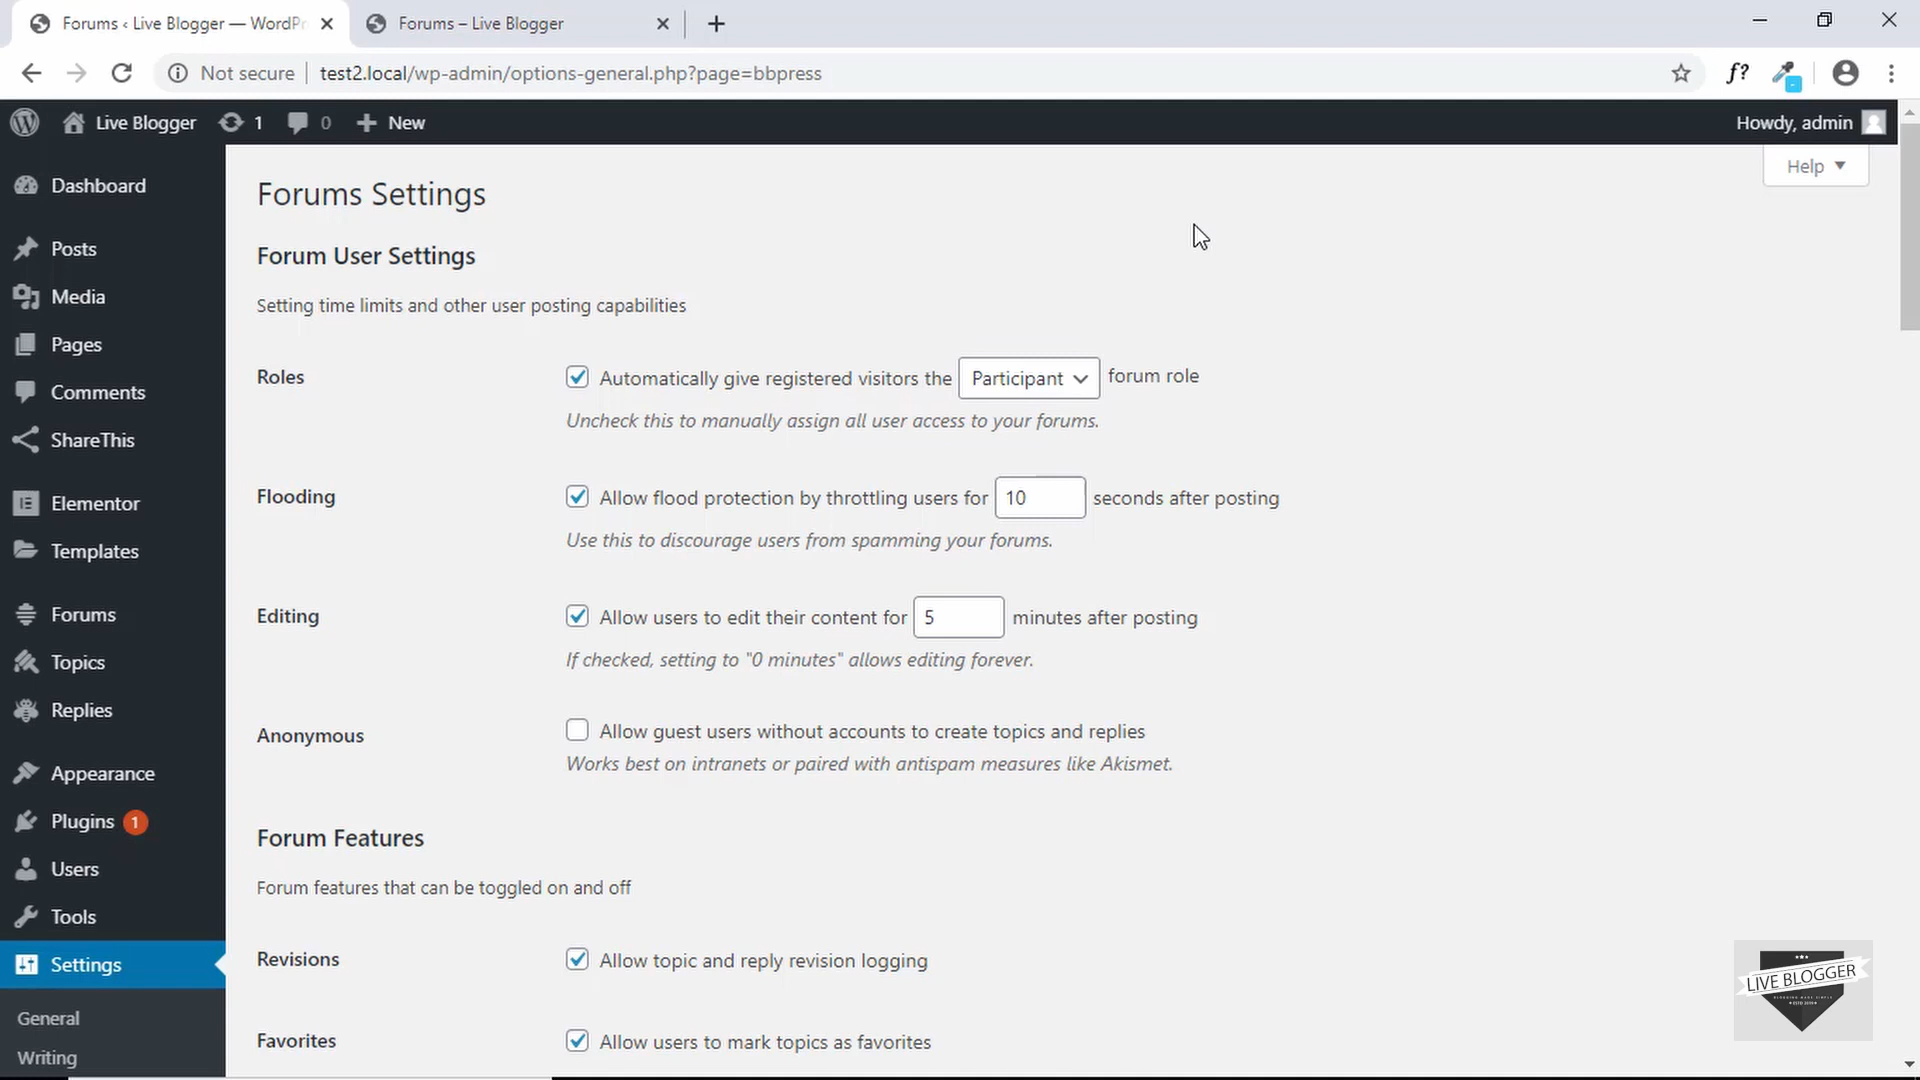 Forums ‹ Live Blogger — WordPr
Forums – Live Blogger
Not secure
test2.local/wp-admin/options-general.php?page=bbpress
f?
Live Blogger
1
0
New
Howdy, admin
Help
Dashboard
Posts
Media
Pages
Comments
ShareThis
Elementor
Templates
Forums
Topics
Replies
Appearance
Plugins 1
Users
Tools
Settings
General
Writing
Forums Settings
Forum User Settings
Setting time limits and other user posting capabilities
Roles
Automatically give registered visitors the Participant forum role
Uncheck this to manually assign all user access to your forums.
Flooding
Allow flood protection by throttling users for 10 seconds after posting
Use this to discourage users from spamming your forums.
Editing
Allow users to edit their content for 5 minutes after posting
If checked, setting to "0 minutes" allows editing forever.
Anonymous
Allow guest users without accounts to create topics and replies
Works best on intranets or paired with antispam measures like Akismet.
Forum Features
Forum features that can be toggled on and off
Revisions
Allow topic and reply revision logging
Favorites
Allow users to mark topics as favorites
LIVE BLOGGER